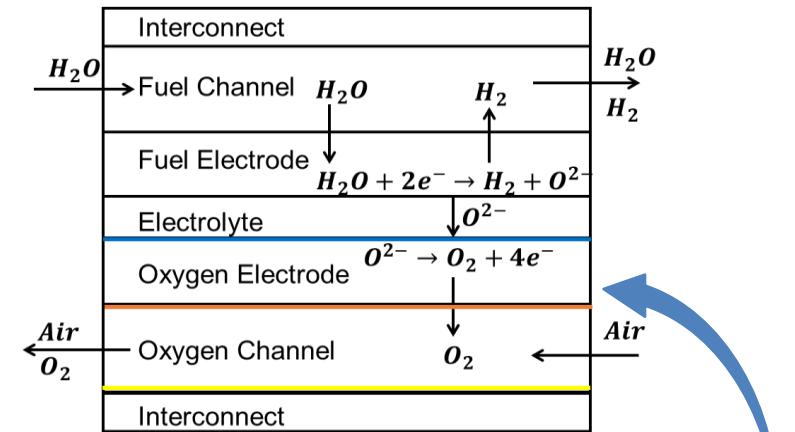 Interconnect
H₂O
Fuel Channel H₂O H₂
H₂O
H₂
Fuel Electrode
H₂O + 2e⁻ → H₂ + O²⁻
Electrolyte O²⁻
O²⁻ → O₂ + 4e⁻
Oxygen Electrode
Air
O₂
Oxygen Channel O₂
Air
Interconnect